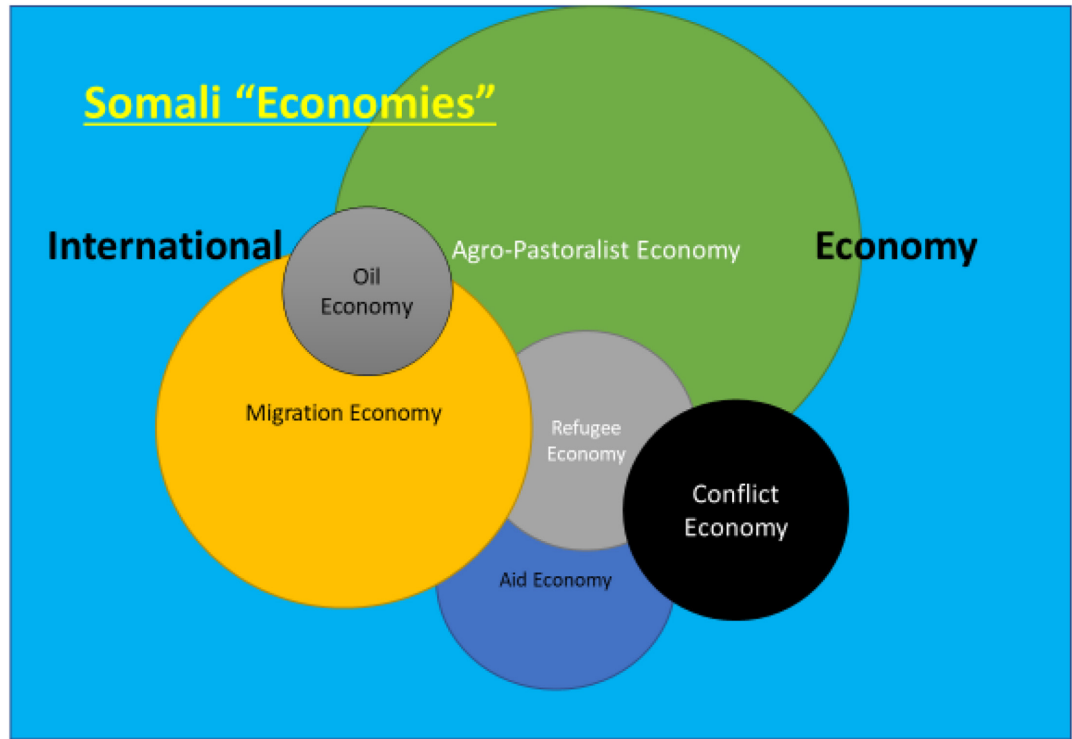 Somali “Economies”
International
Agro-Pastoralist Economy
Economy
Oil
Economy
Migration Economy
Refugee
Economy
Conflict
Economy
Aid Economy